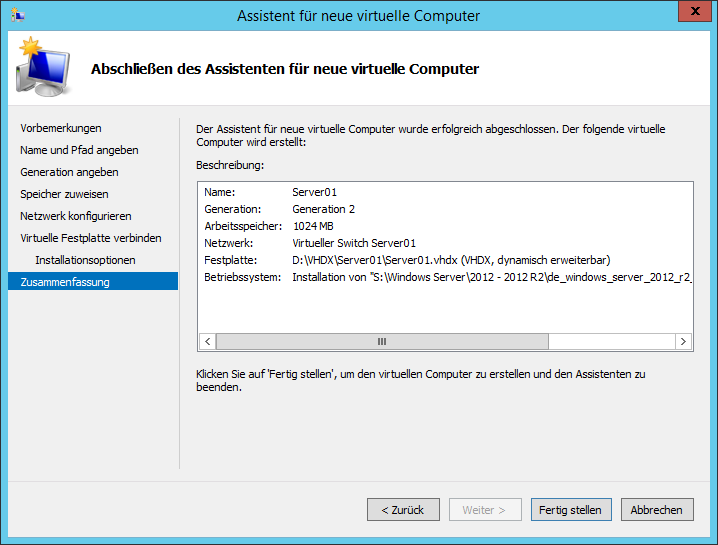 Assistent für neue virtuelle Computer
x
Abschließen des Assistenten für neue virtuelle Computer
Vorbemerkungen
Name und Pfad angeben
Generation angeben
Speicher zuweisen
Netzwerk konfigurieren
Virtuelle Festplatte verbinden
Installationsoptionen
Zusammenfassung
Der Assistent für neue virtuelle Computer wurde erfolgreich abgeschlossen. Der folgende virtuelle
Computer wird erstellt:
Beschreibung:
Name: Server01
Generation: Generation 2
Arbeitsspeicher: 1024 MB
Netzwerk: Virtueller Switch Server01
Festplatte: D:\VHDX\Server01\Server01.vhdx (VHDX, dynamisch erweiterbar)
Betriebssystem: Installation von "S:\Windows Server\2012 - 2012 R2\de_windows_server_2012_r2_
Klicken Sie auf 'Fertig stellen', um den virtuellen Computer zu erstellen und den Assistenten zu
beenden.
< Zurück Weiter > Fertig stellen Abbrechen